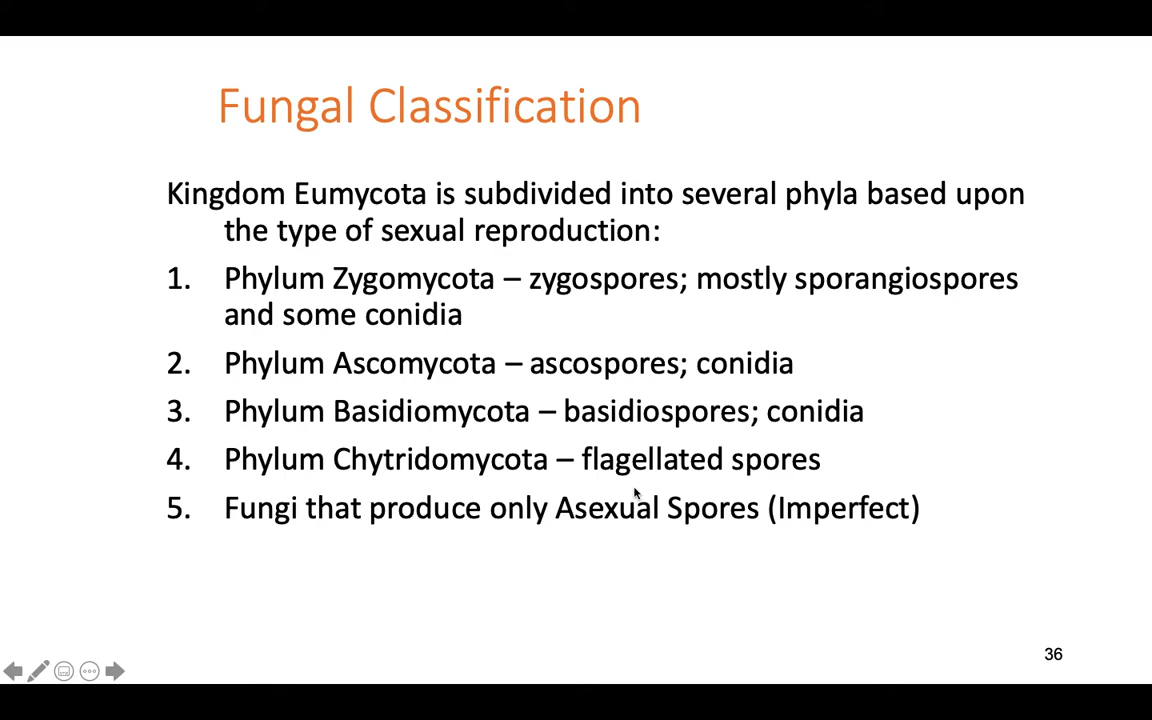 Fungal Classification
Kingdom Eumycota is subdivided into several phyla based upon
the type of sexual reproduction:
1. Phylum Zygomycota – zygospores; mostly sporangiospores
and some conidia
2. Phylum Ascomycota – ascospores; conidia
3. Phylum Basidiomycota – basidiospores; conidia
4. Phylum Chytridomycota – flagellated spores
5. Fungi that produce only Asexual Spores (Imperfect)
36